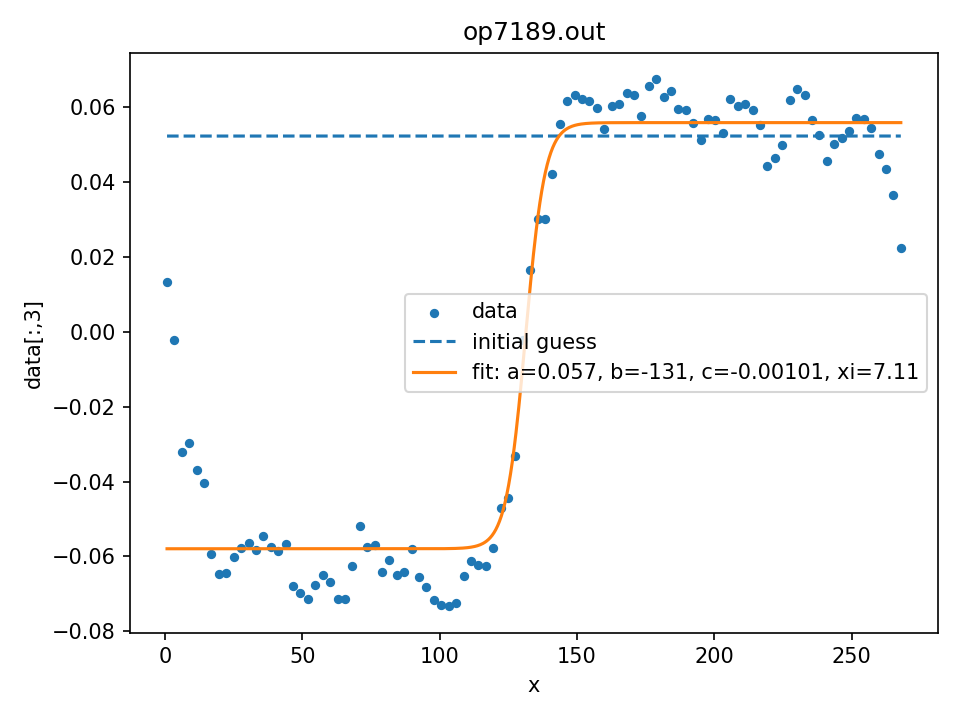 op7189.out
0.06
0.04
0.02
0.00
−0.02
−0.04
−0.06
−0.08
data[:,3]
data
initial guess
fit: a=0.057, b=-131, c=-0.00101, xi=7.11
0 50 100 150 200 250
x